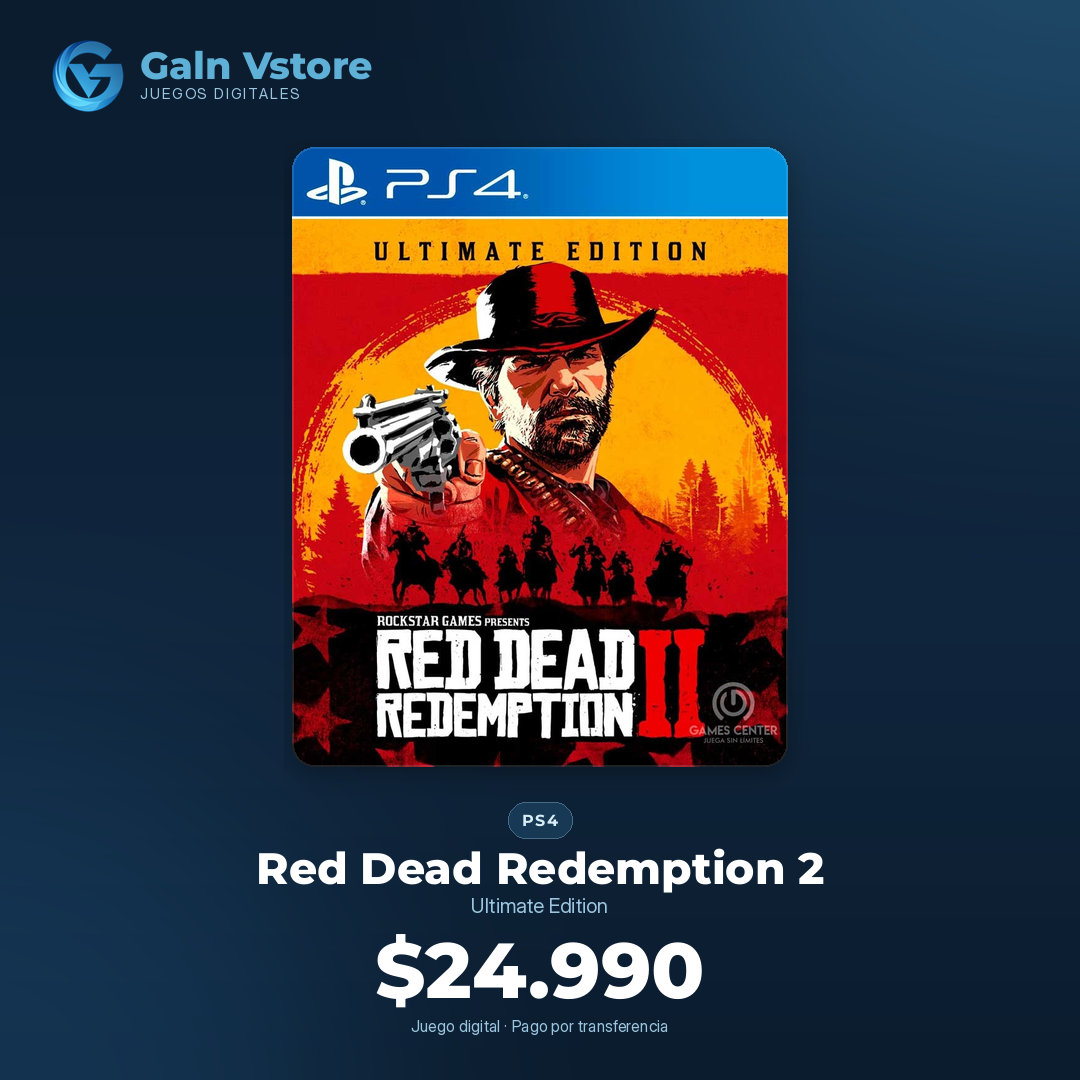 GaIn Vstore
JUEGOS DIGITALES
PS4
ULTIMATE EDITION
ROCKSTAR GAMES PRESENTS
RED DEAD
REDEMPTION II
GAMES CENTER
JUEGA SIN LIMITES
PS4
Red Dead Redemption 2
Ultimate Edition
$24.990
Juego digital · Pago por transferencia